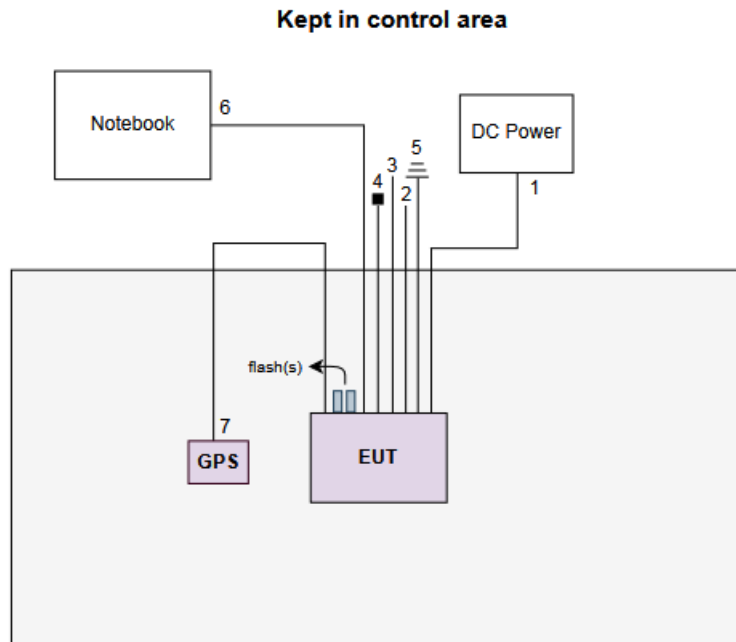 Kept in control area
Notebook
6
DC Power
5
3
4
2
1
flash(s)
7
GPS
EUT